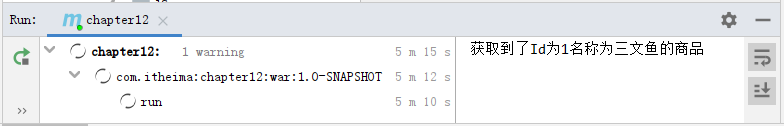 Run: chapter12 ×
chapter12: 1 warning 5 m 15 s
com.itheima:chapter12:war:1.0-SNAPSHOT 5 m 12 s
run 5 m 10 s
获取到了Id为1名称为三文鱼的商品